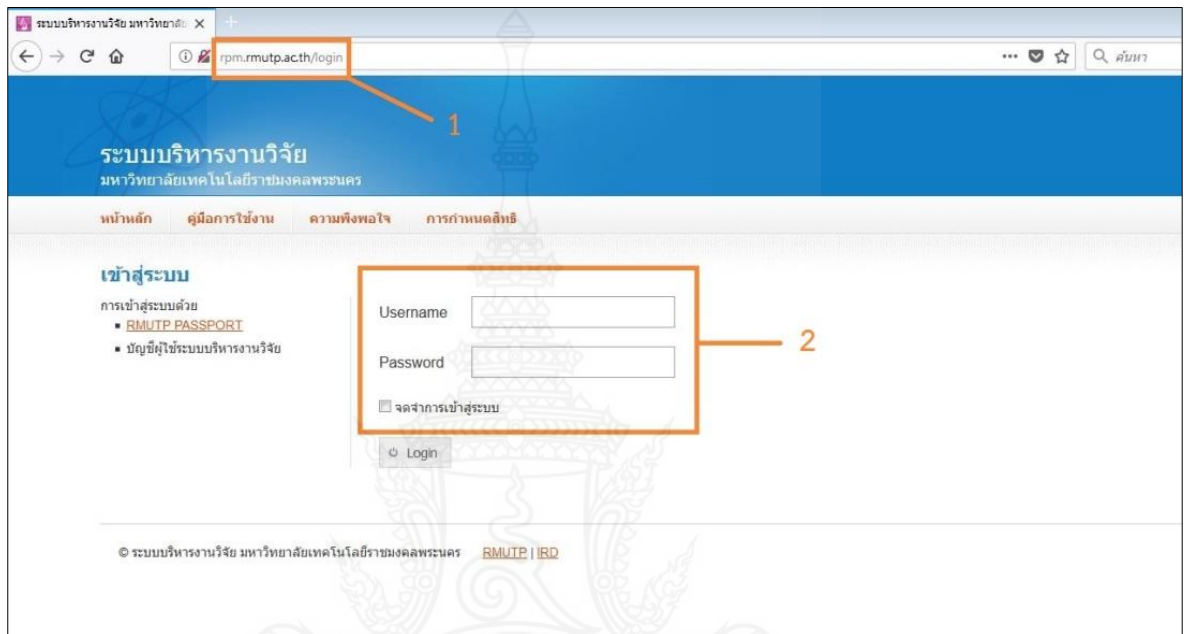 ระบบบริหารงานวิจัย มหาวิทยาลั
rpm.rmutp.ac.th/login
ค้นหา
1
ระบบบริหารงานวิจัย
มหาวิทยาลัยเทคโนโลยีราชมงคลพระนคร
หน้าหลัก คู่มือการใช้งาน ความพึงพอใจ การกำหนดสิทธิ์
เข้าสู่ระบบ
การเข้าสู่ระบบด้วย
RMUTP PASSPORT
บัญชีผู้ใช้ระบบบริหารงานวิจัย
Username
Password
จดจำการเข้าสู่ระบบ
Login
2
© ระบบบริหารงานวิจัย มหาวิทยาลัยเทคโนโลยีราชมงคลพระนคร RMUTP | IRD